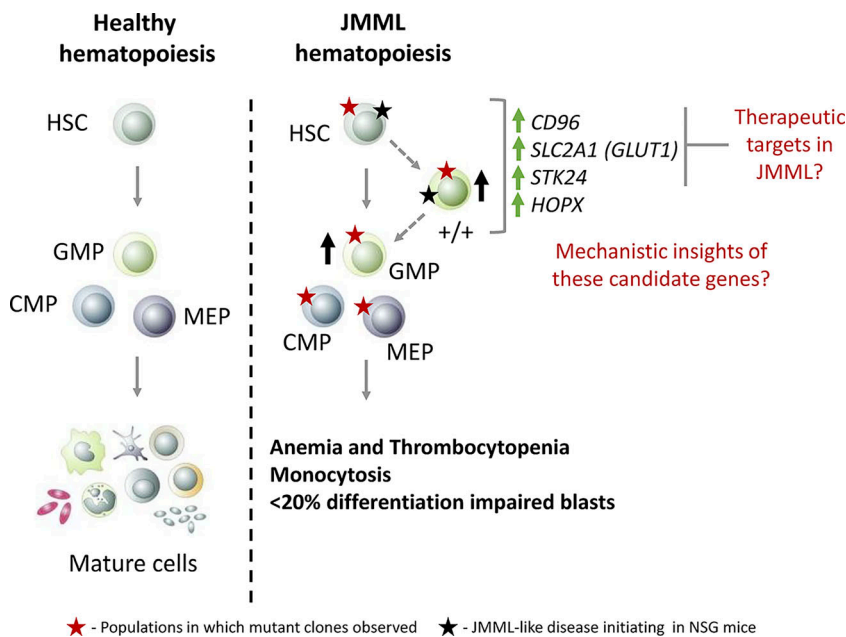 Healthy
hematopoiesis
HSC
GMP
CMP
MEP
Mature cells
JMML
hematopoiesis
HSC
+/+
GMP
CMP
MEP
Anemia and Thrombocytopenia
Monocytosis
<20% differentiation impaired blasts
CD96
SLC2A1 (GLUT1)
STK24
HOPX
Therapeutic
targets in
JMML?
Mechanistic insights of
these candidate genes?
- Populations in which mutant clones observed
- JMML-like disease initiating in NSG mice